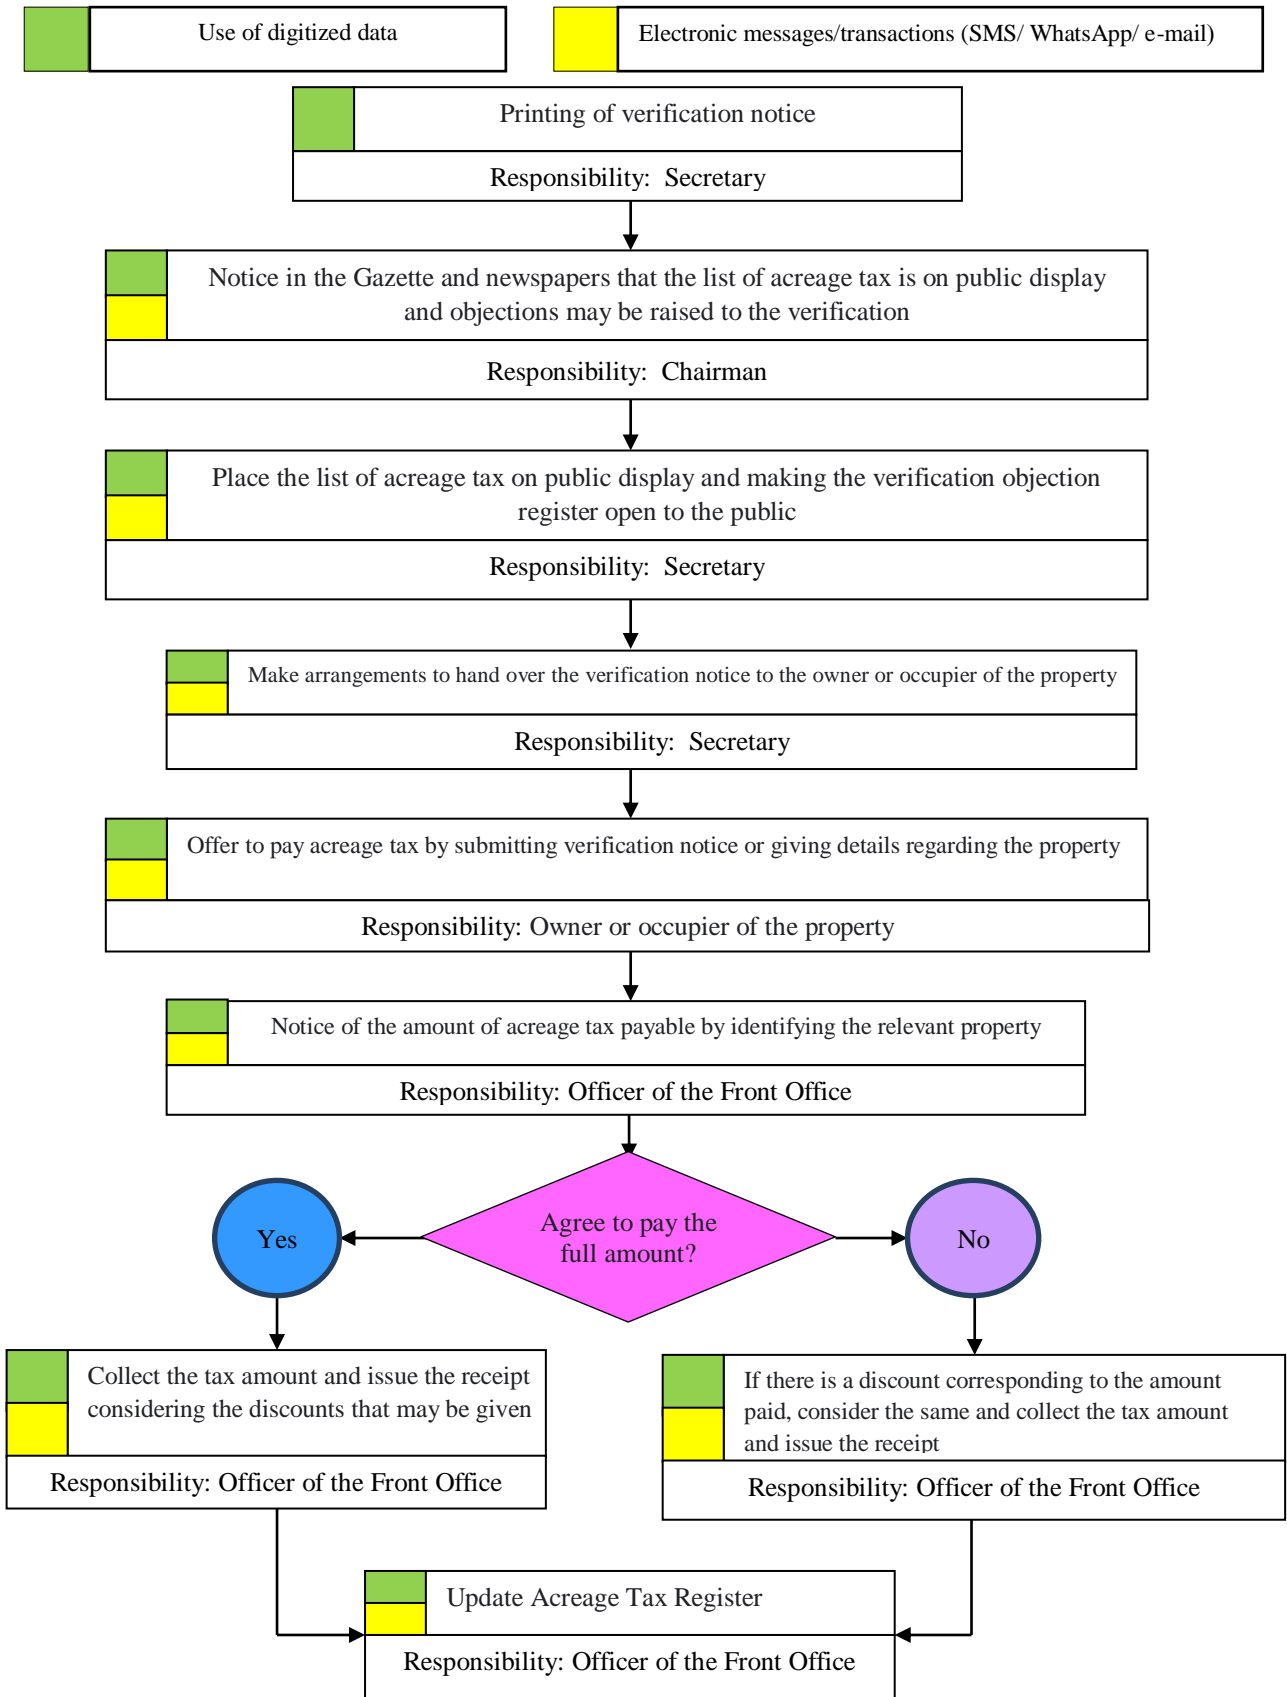 Use of digitized data
Electronic messages/transactions (SMS/ WhatsApp/ e-mail)
Printing of verification notice
Responsibility: Secretary
Notice in the Gazette and newspapers that the list of acreage tax is on public display
and objections may be raised to the verification
Responsibility: Chairman
Place the list of acreage tax on public display and making the verification objection
register open to the public
Responsibility: Secretary
Make arrangements to hand over the verification notice to the owner or occupier of the property
Responsibility: Secretary
Offer to pay acreage tax by submitting verification notice or giving details regarding the property
Responsibility: Owner or occupier of the property
Notice of the amount of acreage tax payable by identifying the relevant property
Responsibility: Officer of the Front Office
Agree to pay the
full amount?
Yes
No
Collect the tax amount and issue the receipt
considering the discounts that may be given
Responsibility: Officer of the Front Office
If there is a discount corresponding to the amount
paid, consider the same and collect the tax amount
and issue the receipt
Responsibility: Officer of the Front Office
Update Acreage Tax Register
Responsibility: Officer of the Front Office